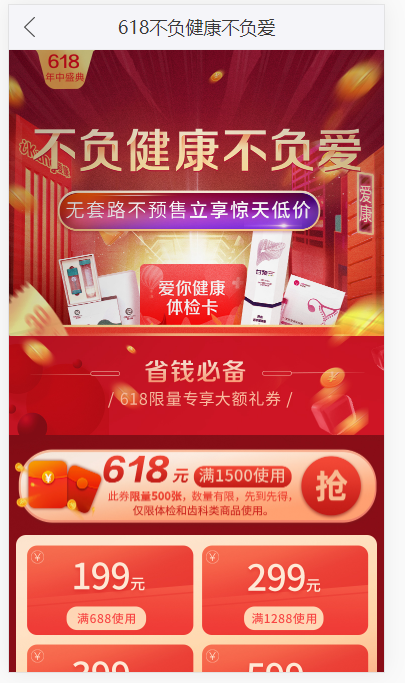 618不负健康不负爱
618
年中盛典
不负健康不负爱
无套路不预售立享惊天低价
爱康
爱你健康
体检卡
省钱必备
/ 618限量专享大额礼券 /
618元 满1500使用
此券限量500张，数量有限，先到先得，
仅限体检和齿科类商品使用。
抢
¥
199元
满688使用
¥
299元
满1288使用
¥
¥